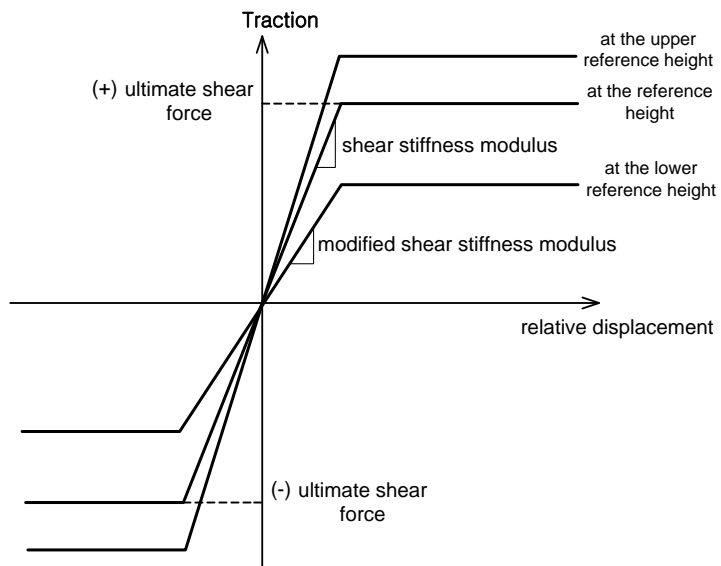 Traction
at the upper
reference height
(+) ultimate shear
force
at the reference
height
shear stiffness modulus
at the lower
reference height
modified shear stiffness modulus
relative displacement
(-) ultimate shear
force